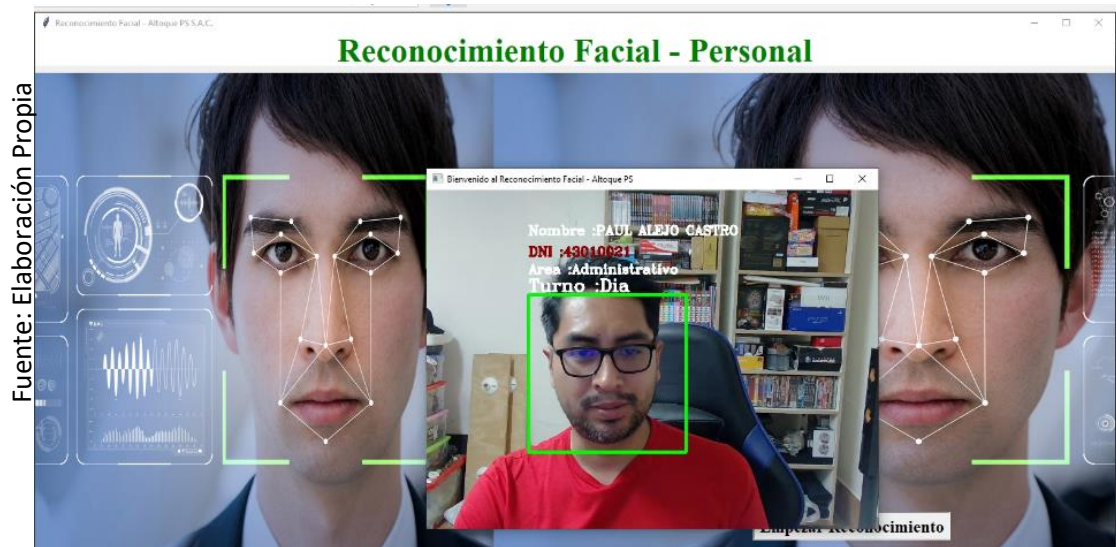 Reconocimiento Facial - Altoque PS S.A.C.
Reconocimiento Facial - Personal
Fuente: Elaboración Propia
Bienvenido al Reconocimiento Facial - Altoque PS
Nombre :PAUL ALEJO CASTRO
DNI :43010021
Area :Administrativo
Turno :Dia
Empezar Reconocimiento